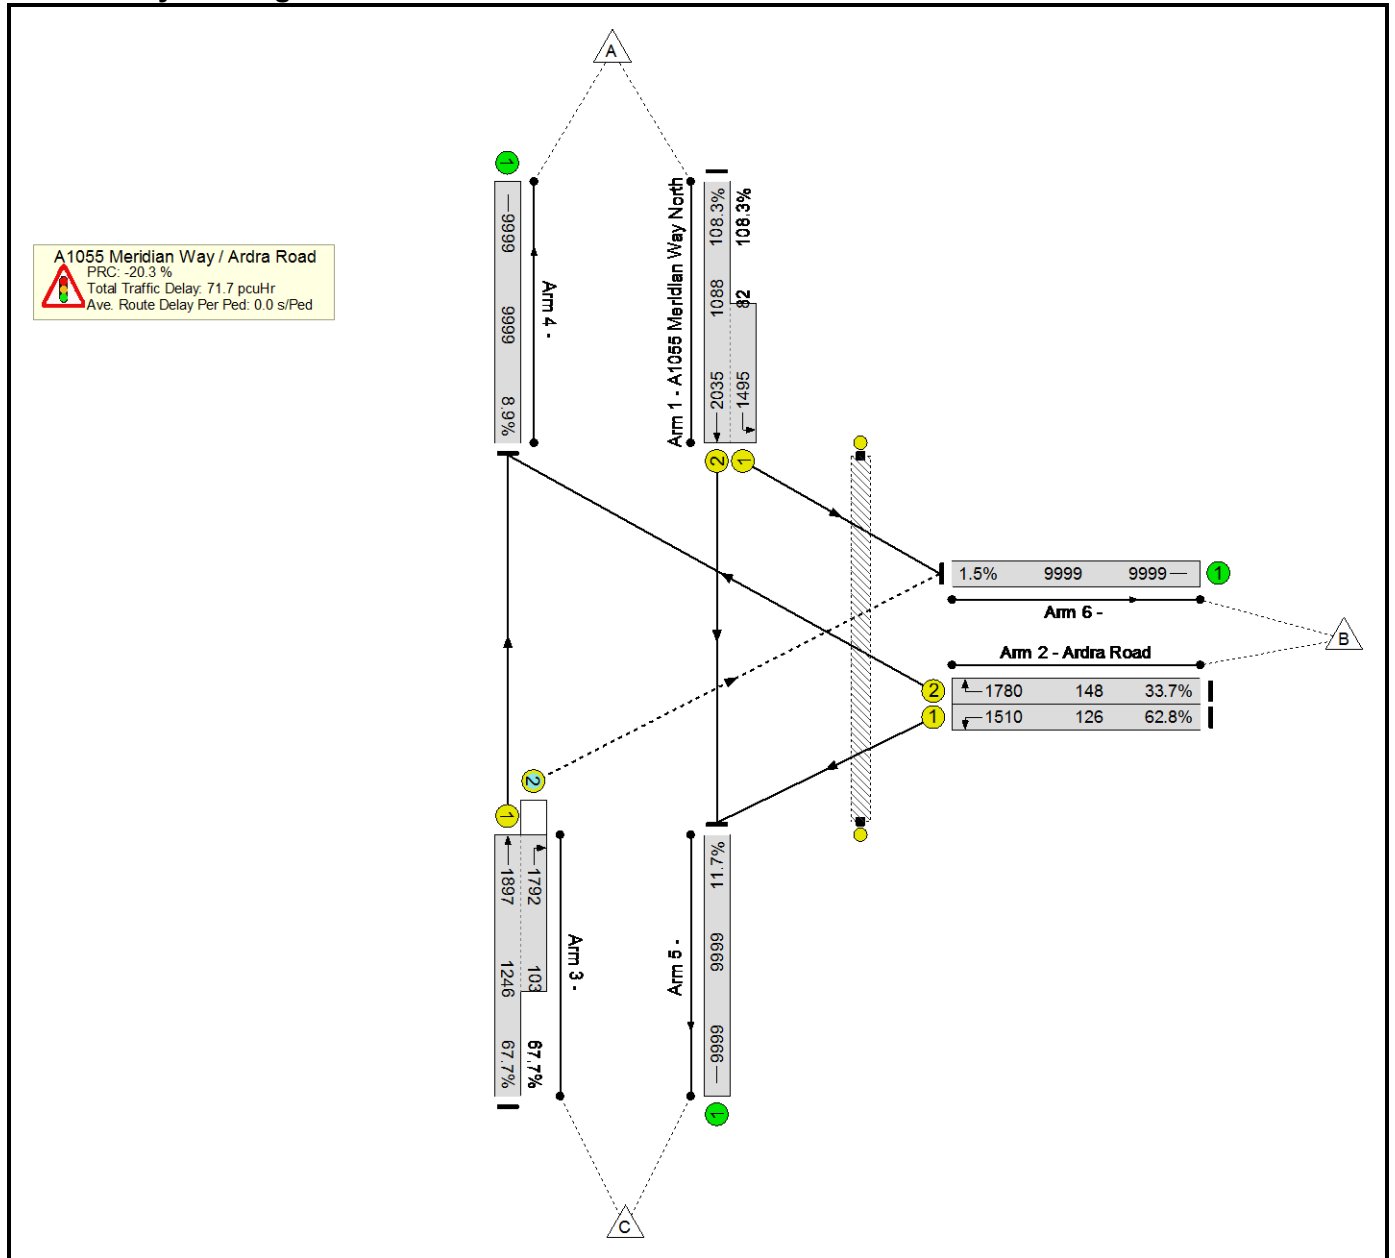 A
1
9999
9999
8.9%
Arm 4 -
Arm 1 - A1055 Meridian Way North
108.3%
1088
2035
108.3%
82
1495
2
1
A1055 Meridian Way / Ardra Road
PRC: -20.3 %
Total Traffic Delay: 71.7 pcuHr
Ave. Route Delay Per Ped: 0.0 s/Ped
1.5% 9999 9999 1
Arm 6 -
B
Arm 2 - Ardra Road
2 1780 148 33.7%
1 1510 126 62.8%
2
1
1897
1246
67.7%
1792
103
67.7%
Arm 3 -
Arm 5 -
11.7%
9999
9999
1
C